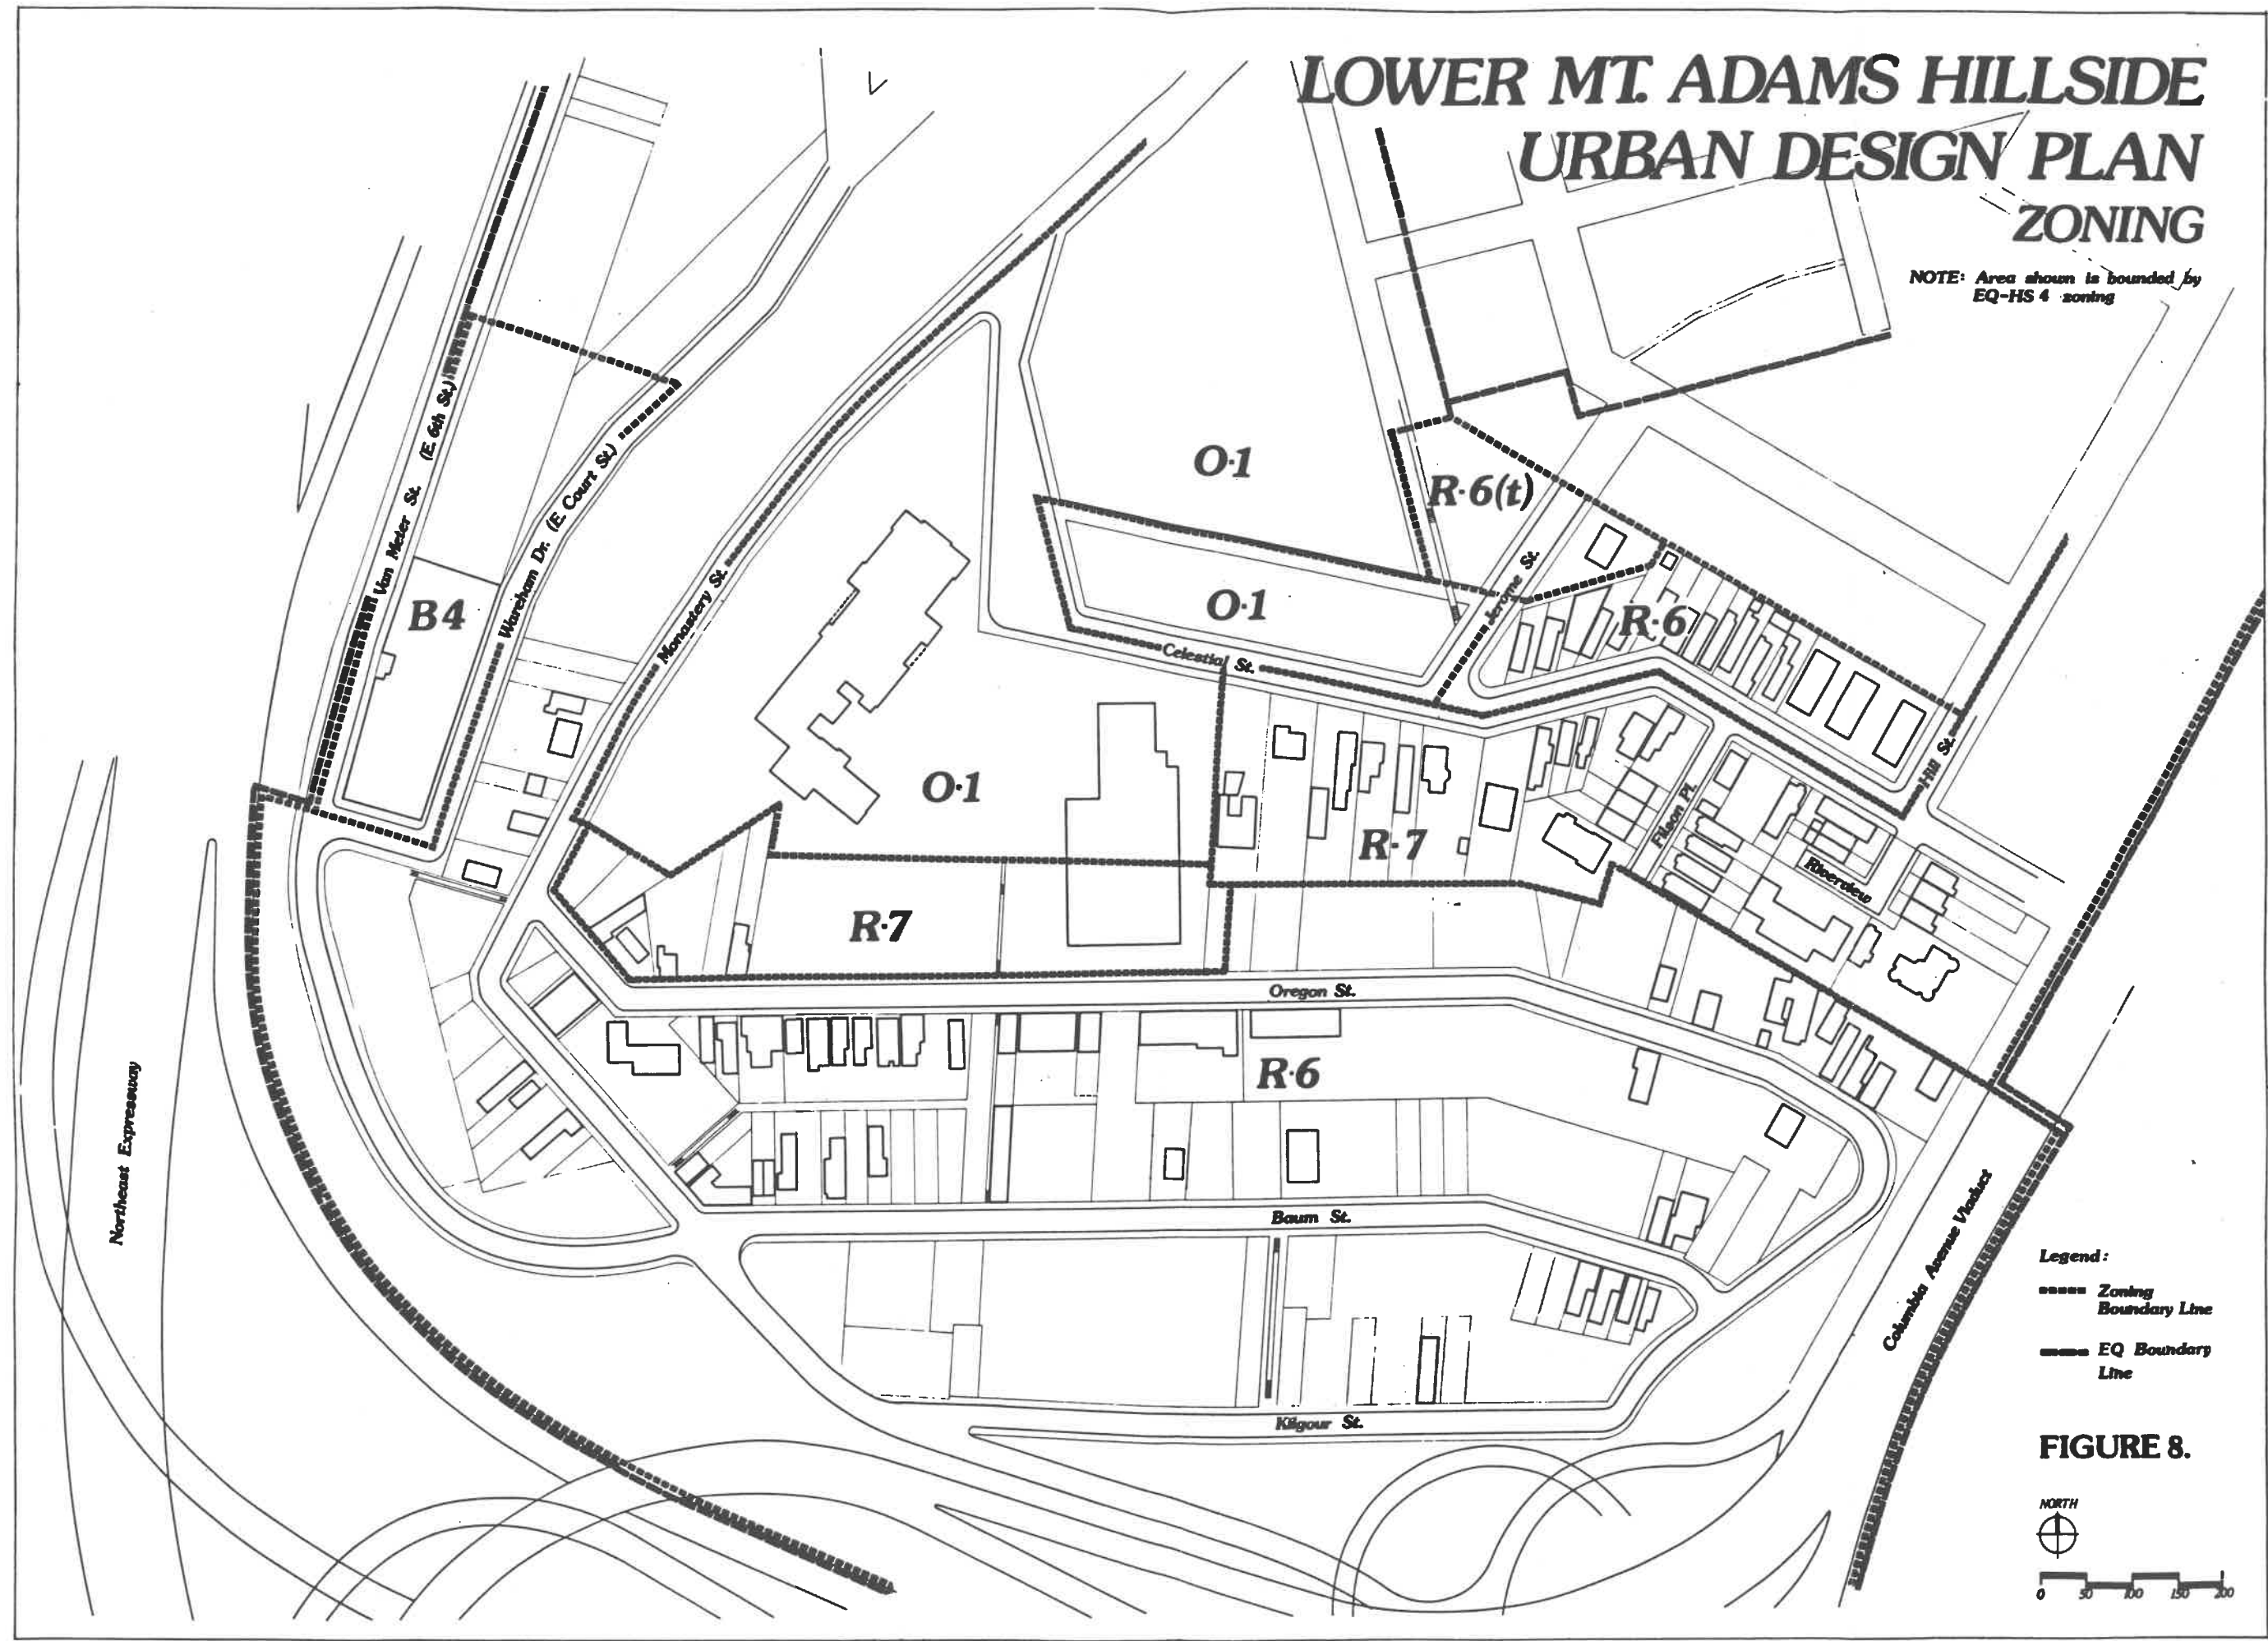 LOWER MT. ADAMS HILLSIDE
URBAN DESIGN PLAN
ZONING
NOTE: Area shown is bounded by
EQ-HS 4 zoning
Van Meter St. (E. 6th St.)
Wareham Dr. (E. Court St.)
Monastery St.
B4
O·1
R·6(t)
O·1
Jerome St.
R·6
Celestial St.
Hill St.
O·1
R·7
Filson Pl.
Riverview
R·7
Oregon St.
R·6
Northeast Expressway
Baum St.
Columbia Avenue Viaduct
Kilgour St.
Legend:
Zoning
Boundary Line
EQ Boundary
Line
FIGURE 8.
NORTH
0 50 100 150 200